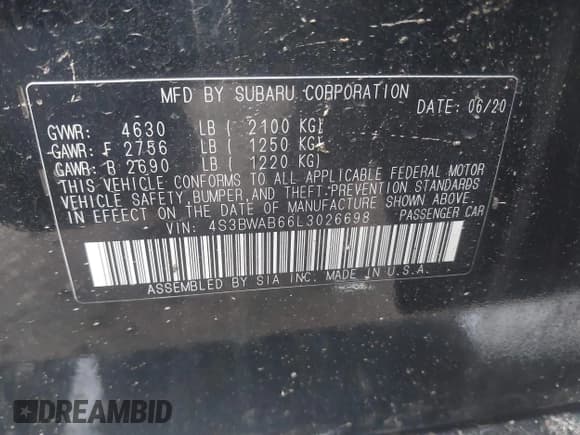 MFD BY SUBARU CORPORATION
DATE: 06/20
GVWR: 4630 LB ( 2100 KG)
GAWR: F 2756 LB ( 1250 KG)
GAWR: B 2690 LB ( 1220 KG)
THIS VEHICLE CONFORMS TO ALL APPLICABLE FEDERAL MOTOR
VEHICLE SAFETY, BUMPER, AND THEFT PREVENTION STANDARDS
IN EFFECT ON THE DATE OF MANUFACTURE SHOWN ABOVE.
VIN: 4S3BWAB66L3026698 PASSENGER CAR
ASSEMBLED BY SIA INC. MADE IN U.S.A.
DREAMBID